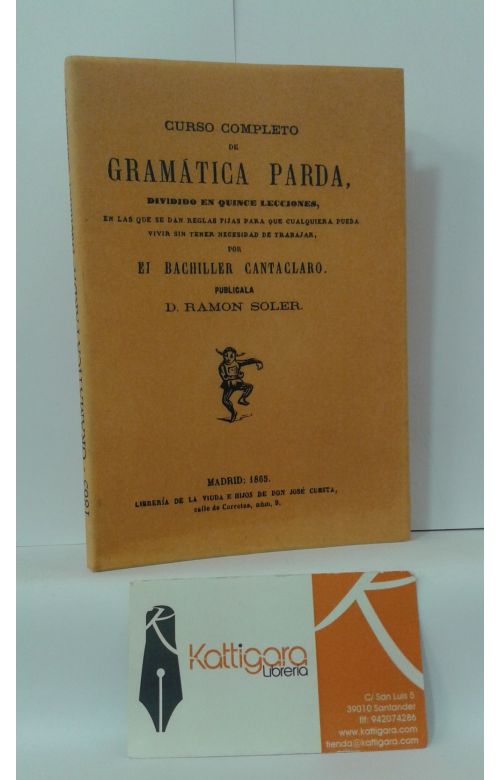 CURSO COMPLETO
DE
GRAMÁTICA PARDA,
DIVIDIDO EN QUINCE LECCIONES,
EN LAS QUE SE DAN REGLAS FIJAS PARA QUE CUALQUIERA PUEDA
VIVIR SIN TENER NECESIDAD DE TRABAJAR,
POR
El BACHILLER CANTACLARO.
PUBLICALA
D. RAMON SOLER.
MADRID: 1865.
LIBRERÍA DE LA VIUDA E HIJOS DE DON JOSÉ CUESTA,
calle de Carretas, núm. 9.
Kattigara
Librería
C/ San Luis 5
39010 Santander
tlf: 942074286
www.kattigara.com
tienda@kattigara.com